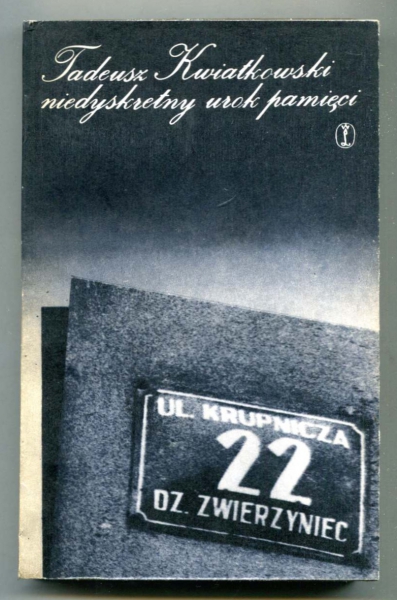 Tadeusz Kwiatkowski
niedyskretny urok pamięci
UL. KRUPNICZA
22
DZ. ZWIERZYNIEC